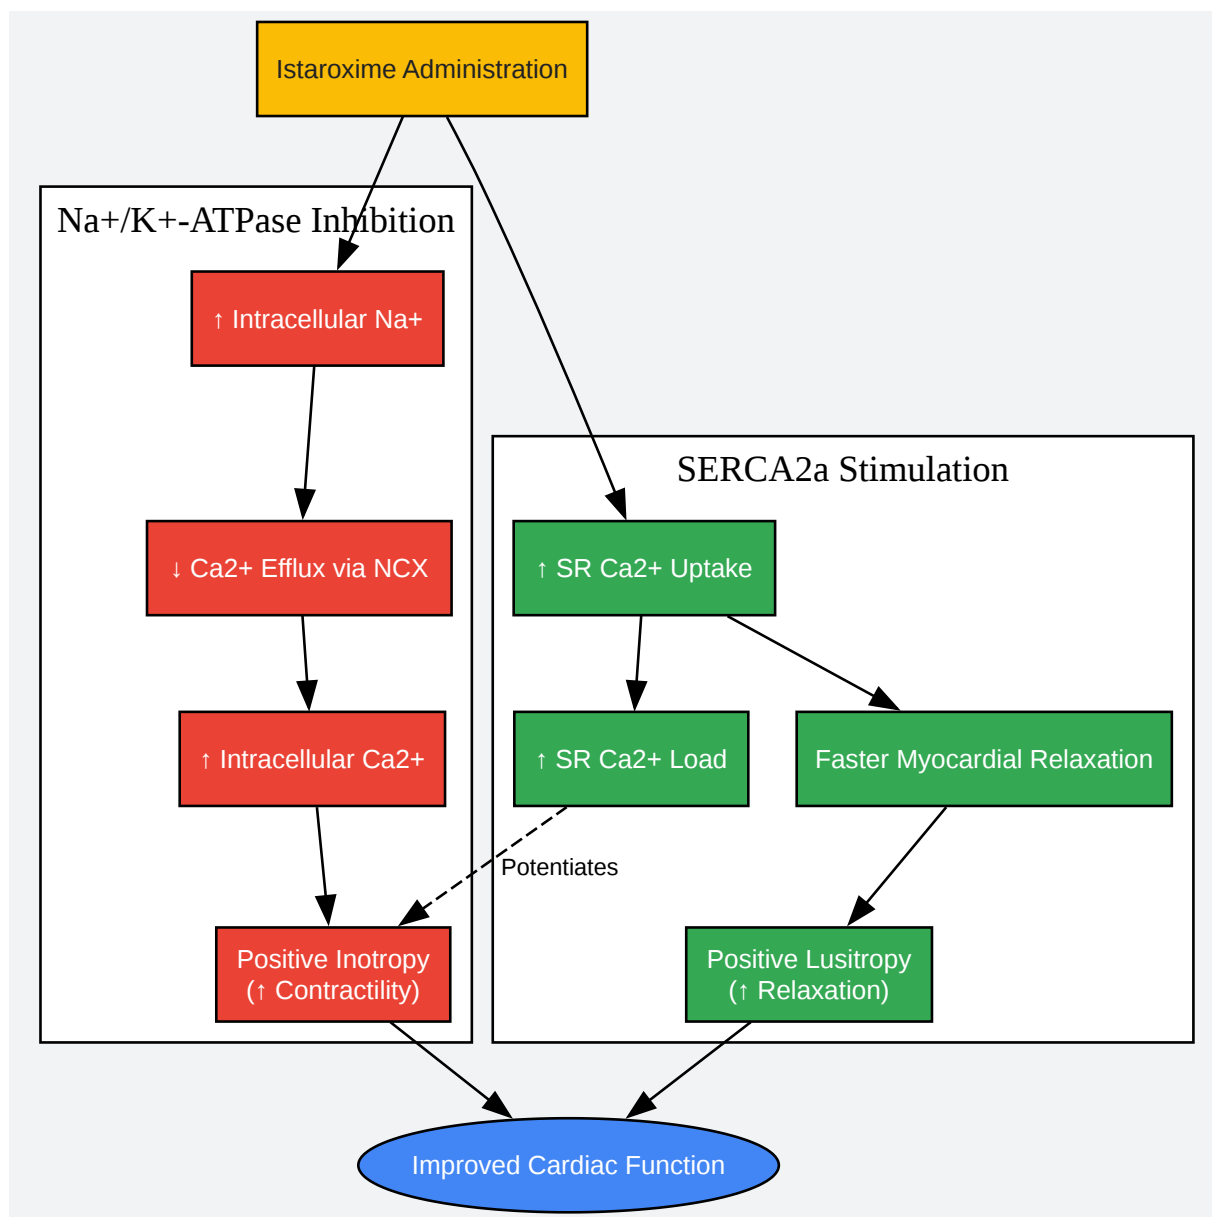 Istaroxime Administration
Na+/K+-ATPase Inhibition
↑ Intracellular Na+
SERCA2a Stimulation
↓ Ca2+ Efflux via NCX
↑ SR Ca2+ Uptake
↑ Intracellular Ca2+
↑ SR Ca2+ Load
Faster Myocardial Relaxation
Potentiates
Positive Inotropy
(↑ Contractility)
Positive Lusitropy
(↑ Relaxation)
Improved Cardiac Function